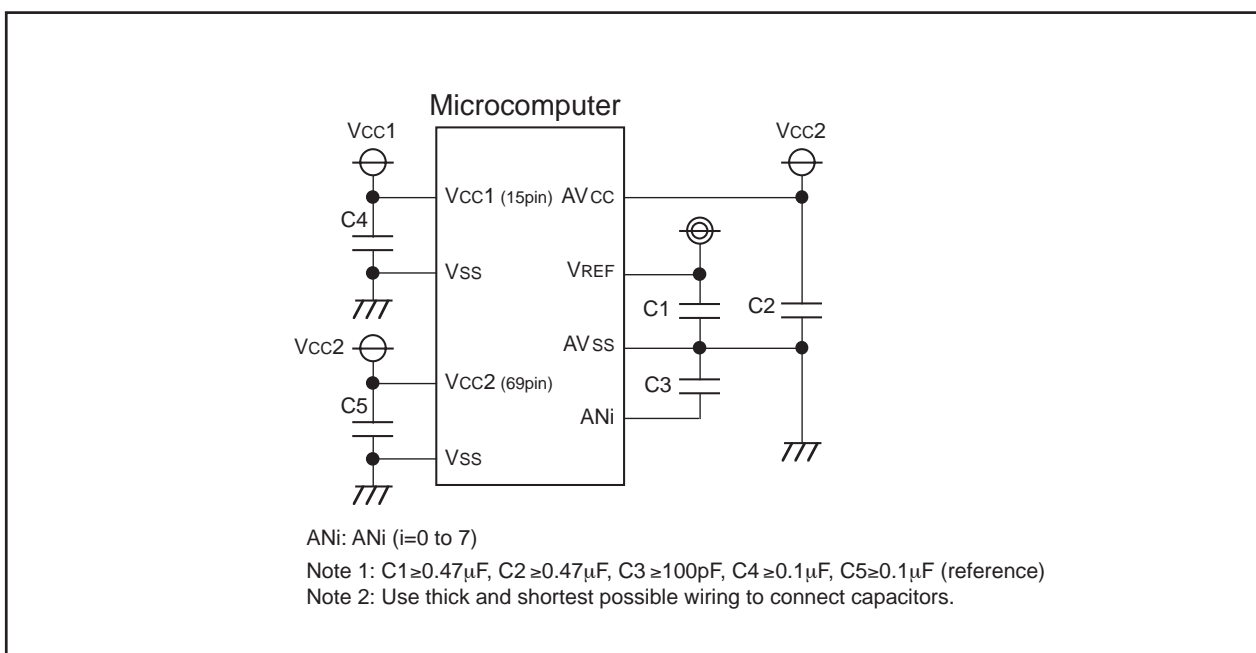 Microcomputer
VCC1
VCC2
VCC1 (15pin)
AVCC
C4
VSS
VREF
C1
C2
VCC2
AVSS
VCC2 (69pin)
C3
C5
ANi
VSS
ANi: ANi (i=0 to 7)
Note 1: C1≥0.47μF, C2 ≥0.47μF, C3 ≥100pF, C4 ≥0.1μF, C5≥0.1μF (reference)
Note 2: Use thick and shortest possible wiring to connect capacitors.